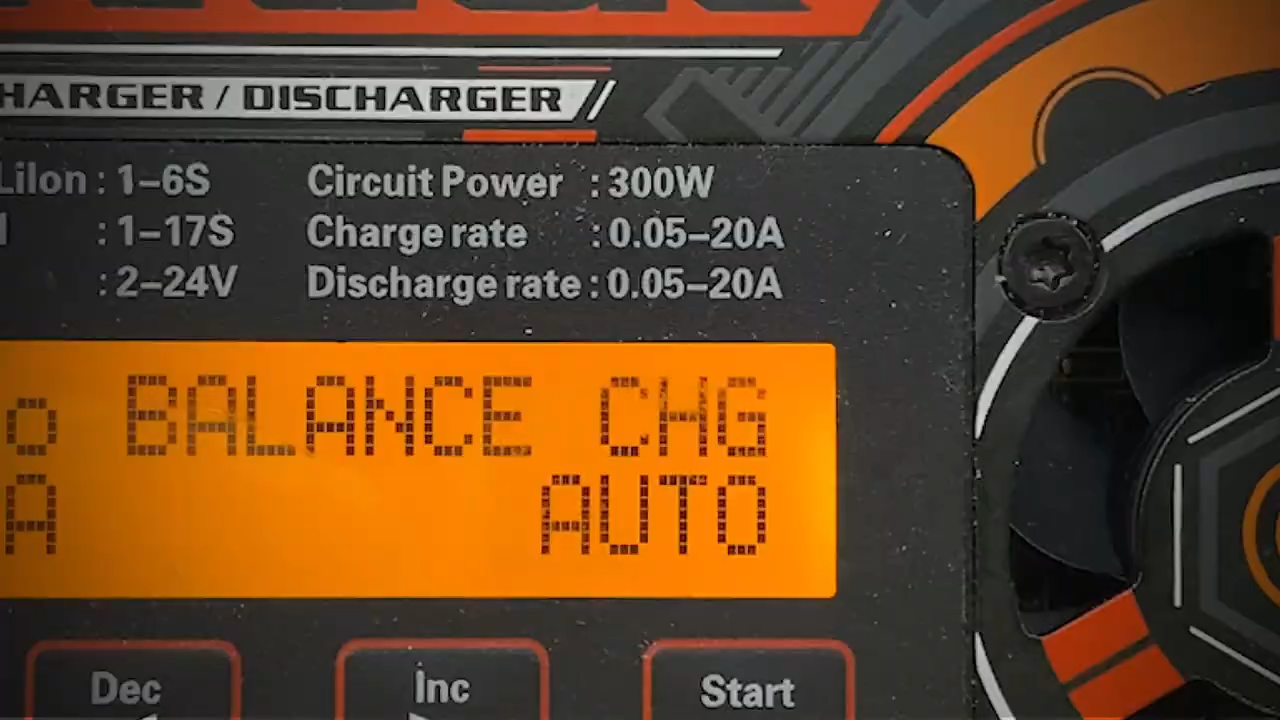 HARGER / DISCHARGER
LiIon : 1–6S Circuit Power : 300W
: 1–17S Charge rate : 0.05–20A
: 2–24V Discharge rate : 0.05–20A
o BALANCE CHG
A AUTO
Dec Inc Start